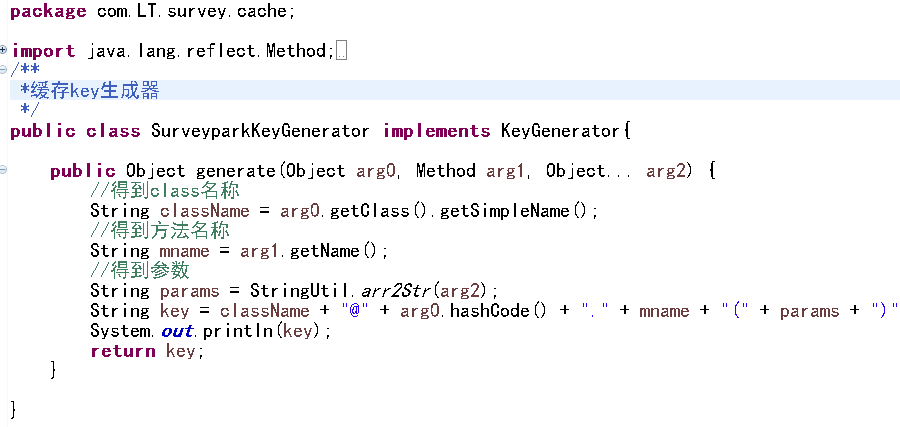 package com.LT.survey.cache;
import java.lang.reflect.Method;
/**
*缓存key生成器
*/
public class SurveyparkKeyGenerator implements KeyGenerator{
public Object generate(Object arg0, Method arg1, Object... arg2) {
//得到class名称
String className = arg0.getClass().getSimpleName();
//得到方法名称
String mname = arg1.getName();
//得到参数
String params = StringUtil.arr2Str(arg2);
String key = className + "@" + arg0.hashCode() + "." + mname + "(" + params + ")"
System.out.println(key);
return key;
}
}